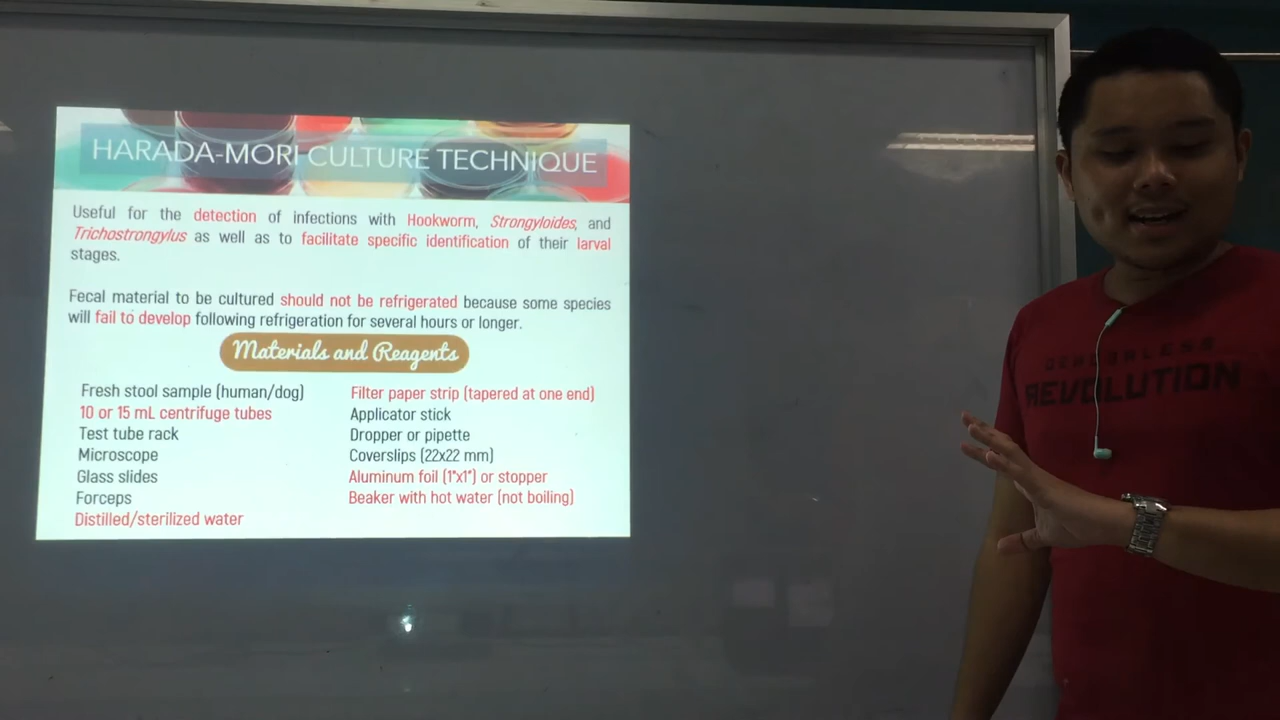 HARADA-MORI CULTURE TECHNIQUE
Useful for the detection of infections with Hookworm, Strongyloides, and
Trichostrongylus as well as to facilitate specific identification of their larval
stages.
Fecal material to be cultured should not be refrigerated because some species
will fail to develop following refrigeration for several hours or longer.
Materials and Reagents
Fresh stool sample (human/dog)
10 or 15 mL centrifuge tubes
Test tube rack
Microscope
Glass slides
Forceps
Distilled/sterilized water
Filter paper strip (tapered at one end)
Applicator stick
Dropper or pipette
Coverslips (22x22 mm)
Aluminum foil (1"x1") or stopper
Beaker with hot water (not boiling)
REVOLUTION